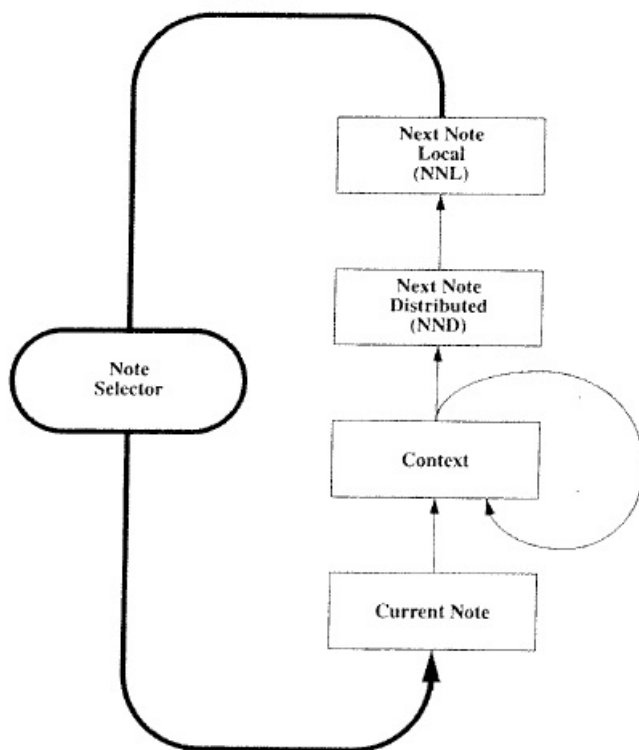 Next Note
Local
(NNL)
Next Note
Distributed
(NND)
Note
Selector
Context
Current Note